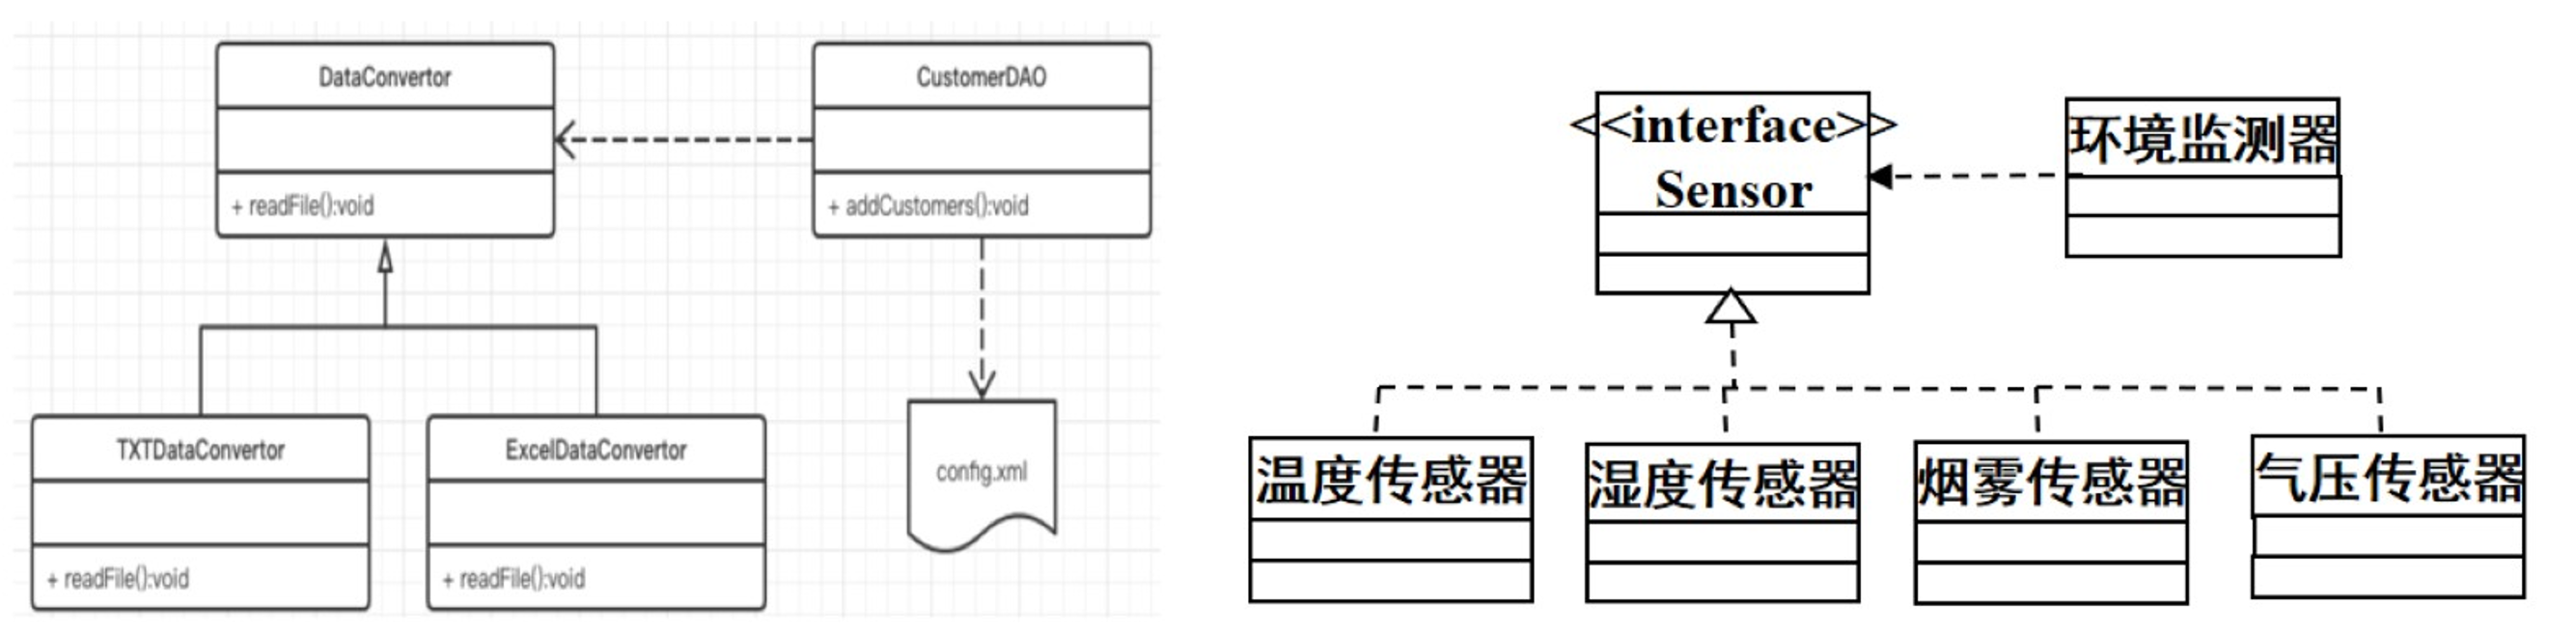 DataConvertor
+ readFile():void
CustomerDAO
+ addCustomers():void
TXTDataConvertor
+ readFile():void
ExcelDataConvertor
+ readFile():void
config.xml
<<interface>>
Sensor
环境监测器
温度传感器
湿度传感器
烟雾传感器
气压传感器